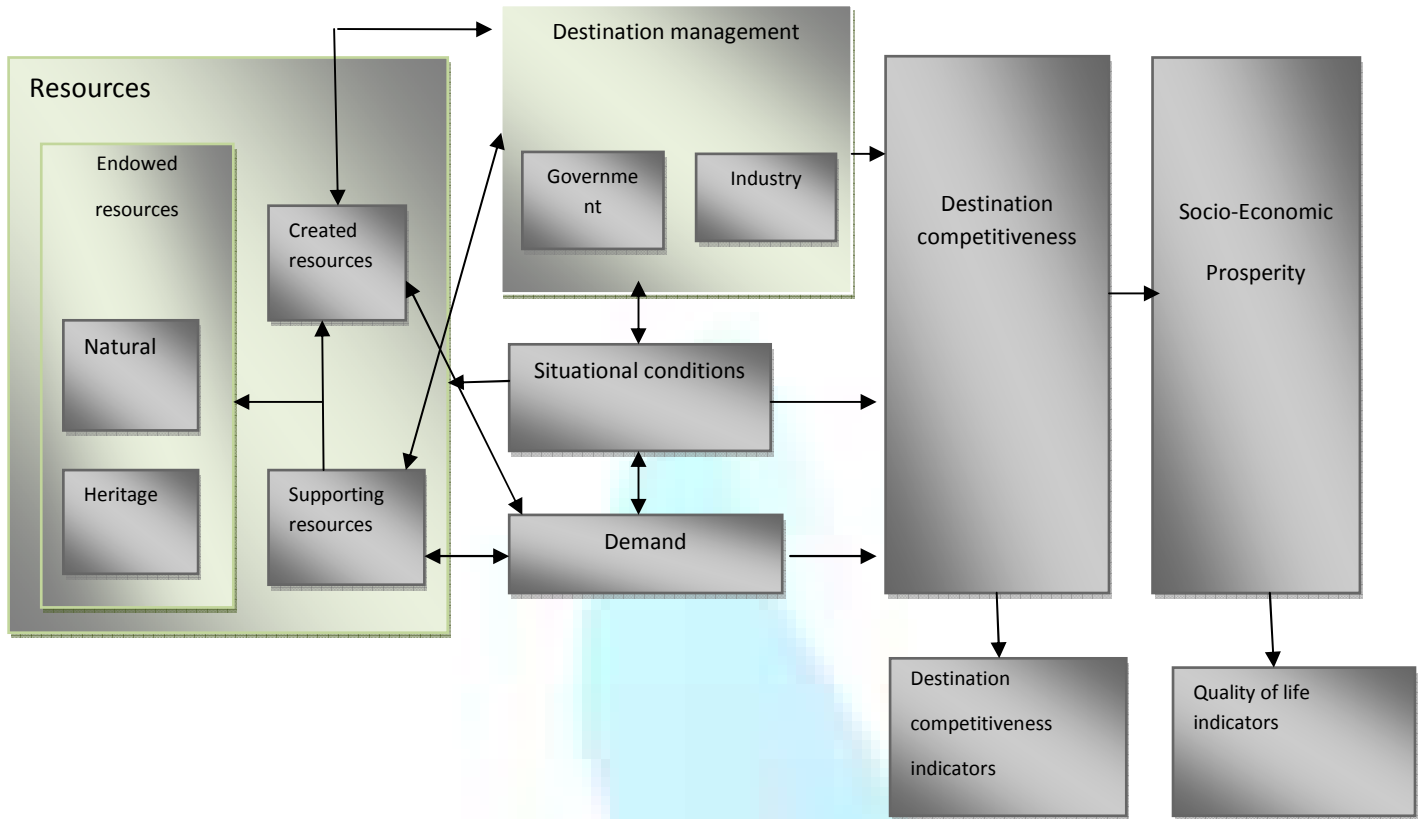 Destination management
Resources
Endowed
resources
Created
resources
Natural
Heritage
Supporting
resources
Governme
nt
Industry
Situational conditions
Demand
Destination
competitiveness
Socio-Economic
Prosperity
Destination
competitiveness
indicators
Quality of life
indicators